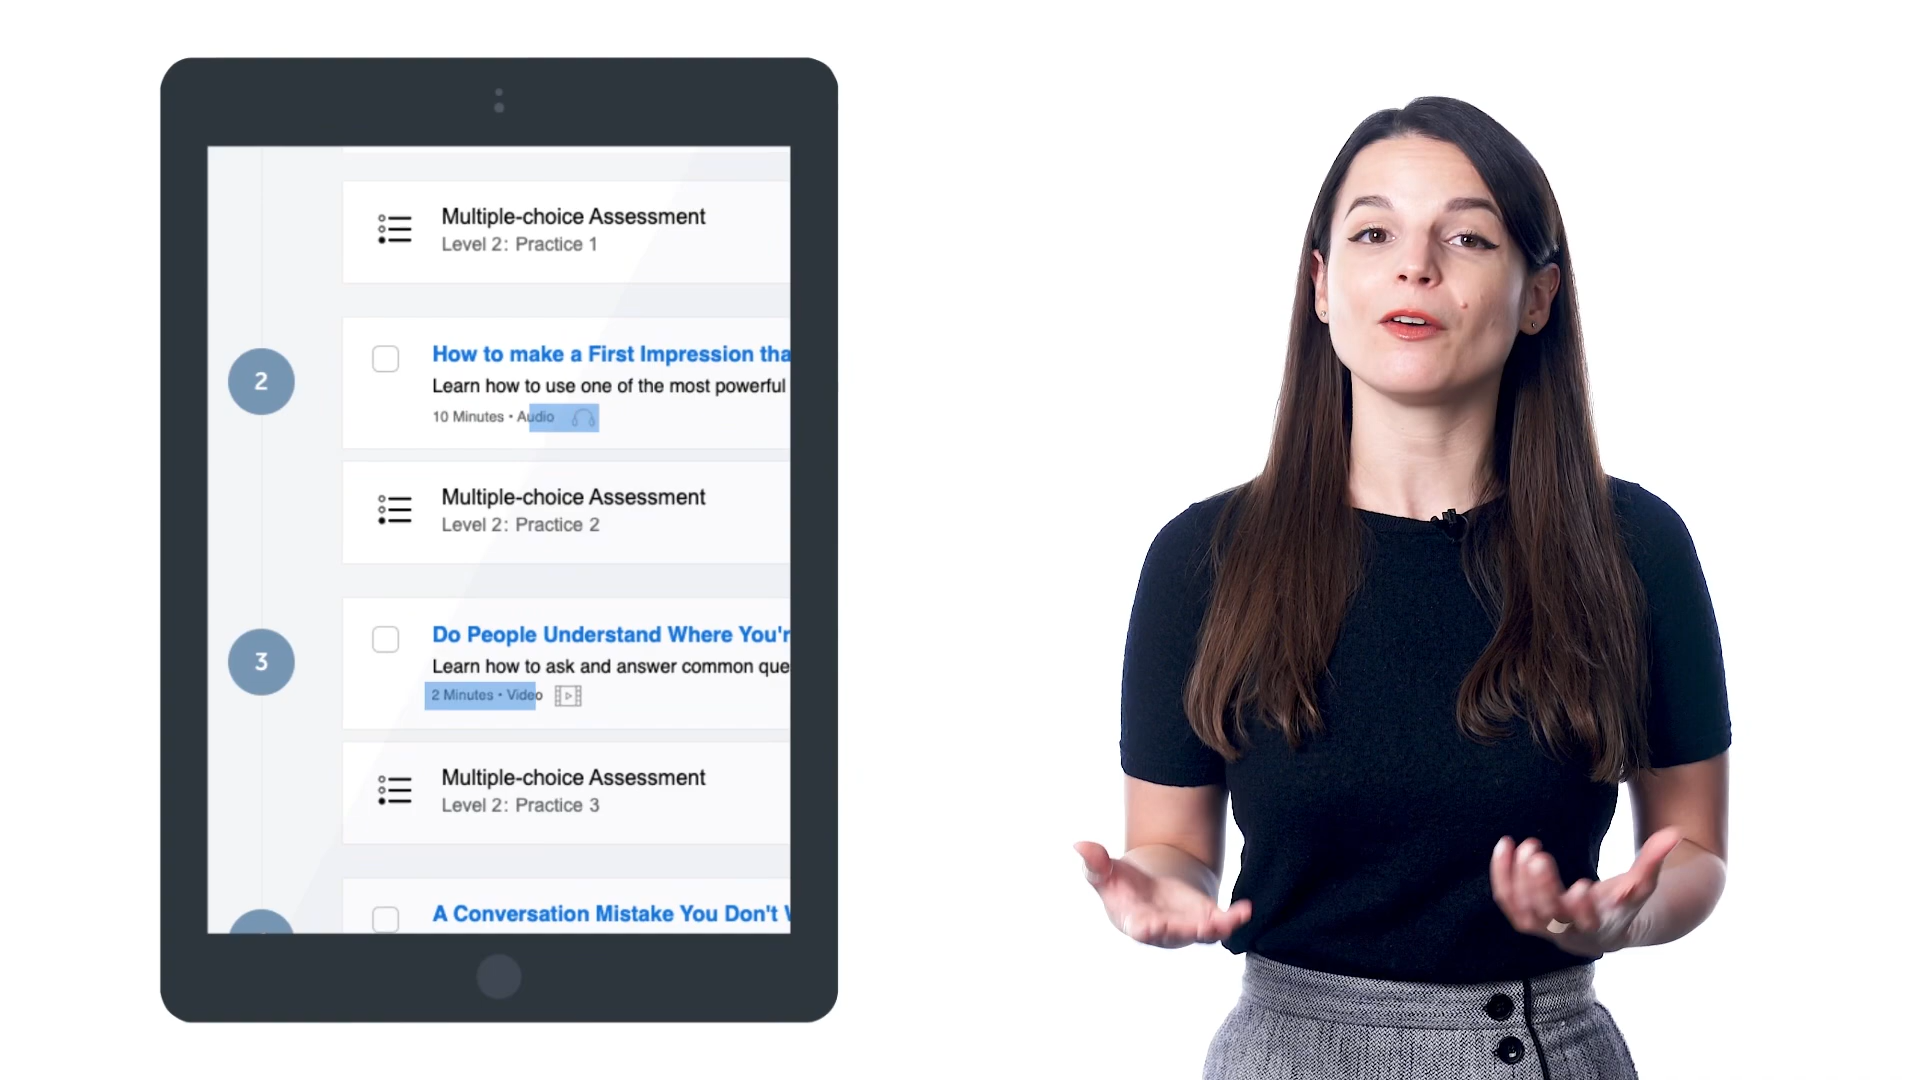 Multiple-choice Assessment
Level 2: Practice 1
2
How to make a First Impression tha
Learn how to use one of the most powerful
10 Minutes • Audio
Multiple-choice Assessment
Level 2: Practice 2
3
Do People Understand Where You'r
Learn how to ask and answer common que
2 Minutes • Video
Multiple-choice Assessment
Level 2: Practice 3
A Conversation Mistake You Don't